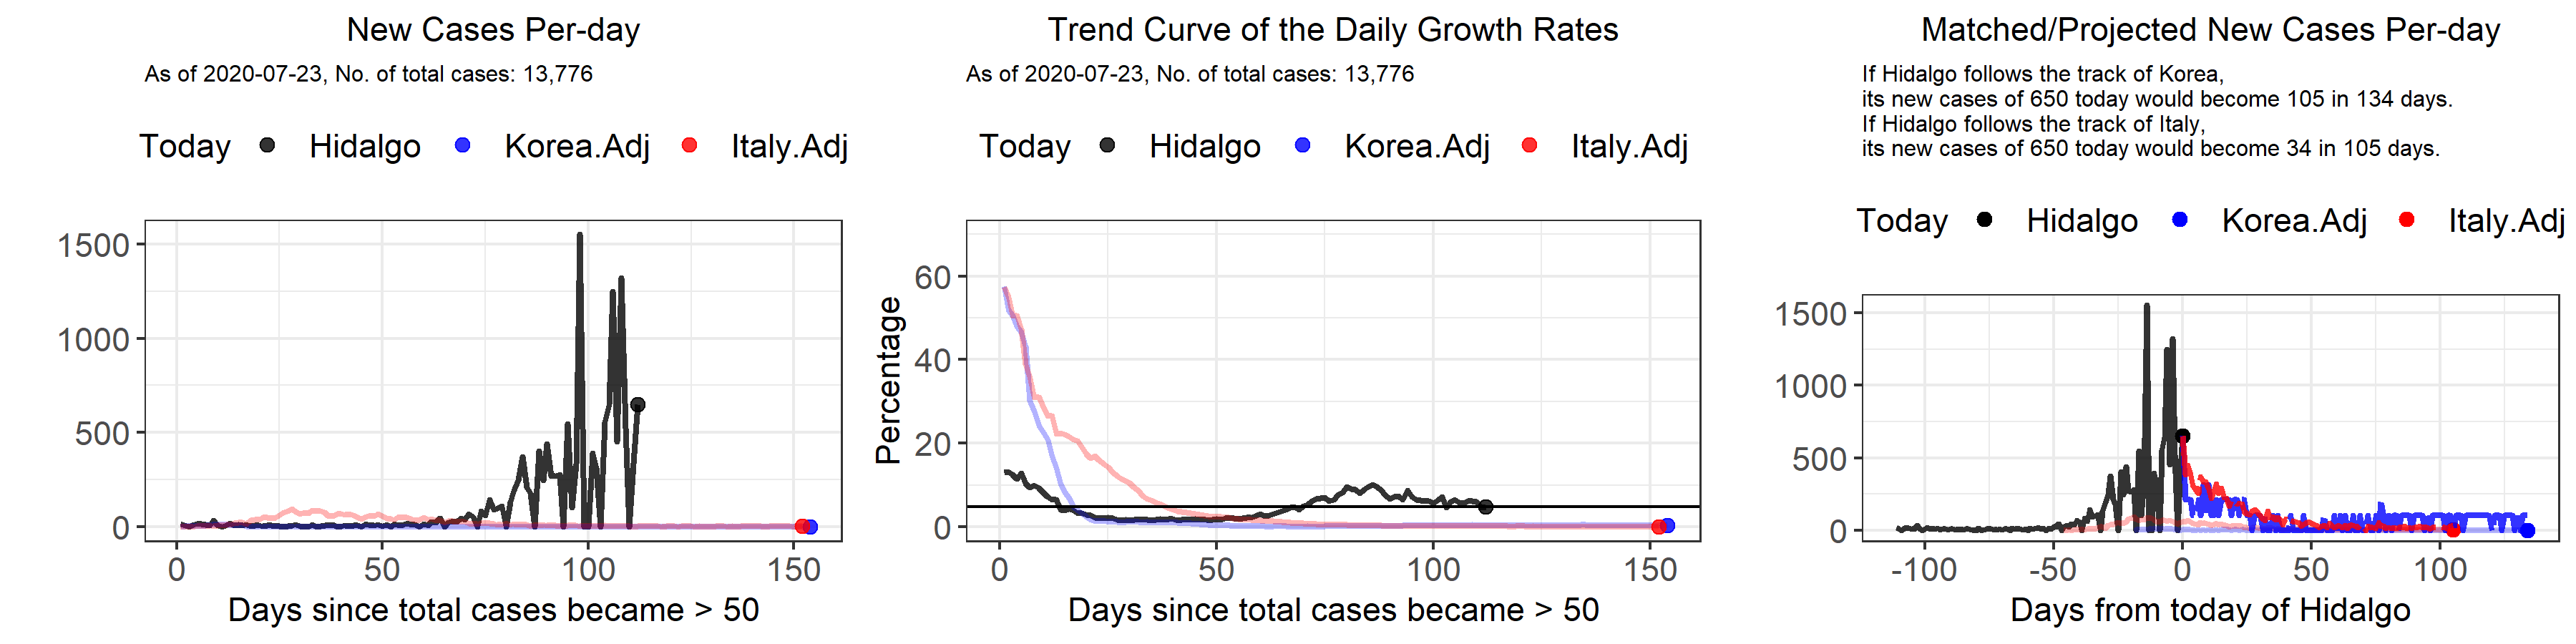 New Cases Per-day
As of 2020-07-23, No. of total cases: 13,776
Today Hidalgo Korea.Adj Italy.Adj
1500
1000
500
0
0 50 100 150
Days since total cases became > 50
Trend Curve of the Daily Growth Rates
As of 2020-07-23, No. of total cases: 13,776
Today Hidalgo Korea.Adj Italy.Adj
Percentage
60
40
20
0
0 50 100 150
Days since total cases became > 50
Matched/Projected New Cases Per-day
If Hidalgo follows the track of Korea,
its new cases of 650 today would become 105 in 134 days.
If Hidalgo follows the track of Italy,
its new cases of 650 today would become 34 in 105 days.
Today Hidalgo Korea.Adj Italy.Adj
1500
1000
500
0
-100 -50 0 50 100
Days from today of Hidalgo